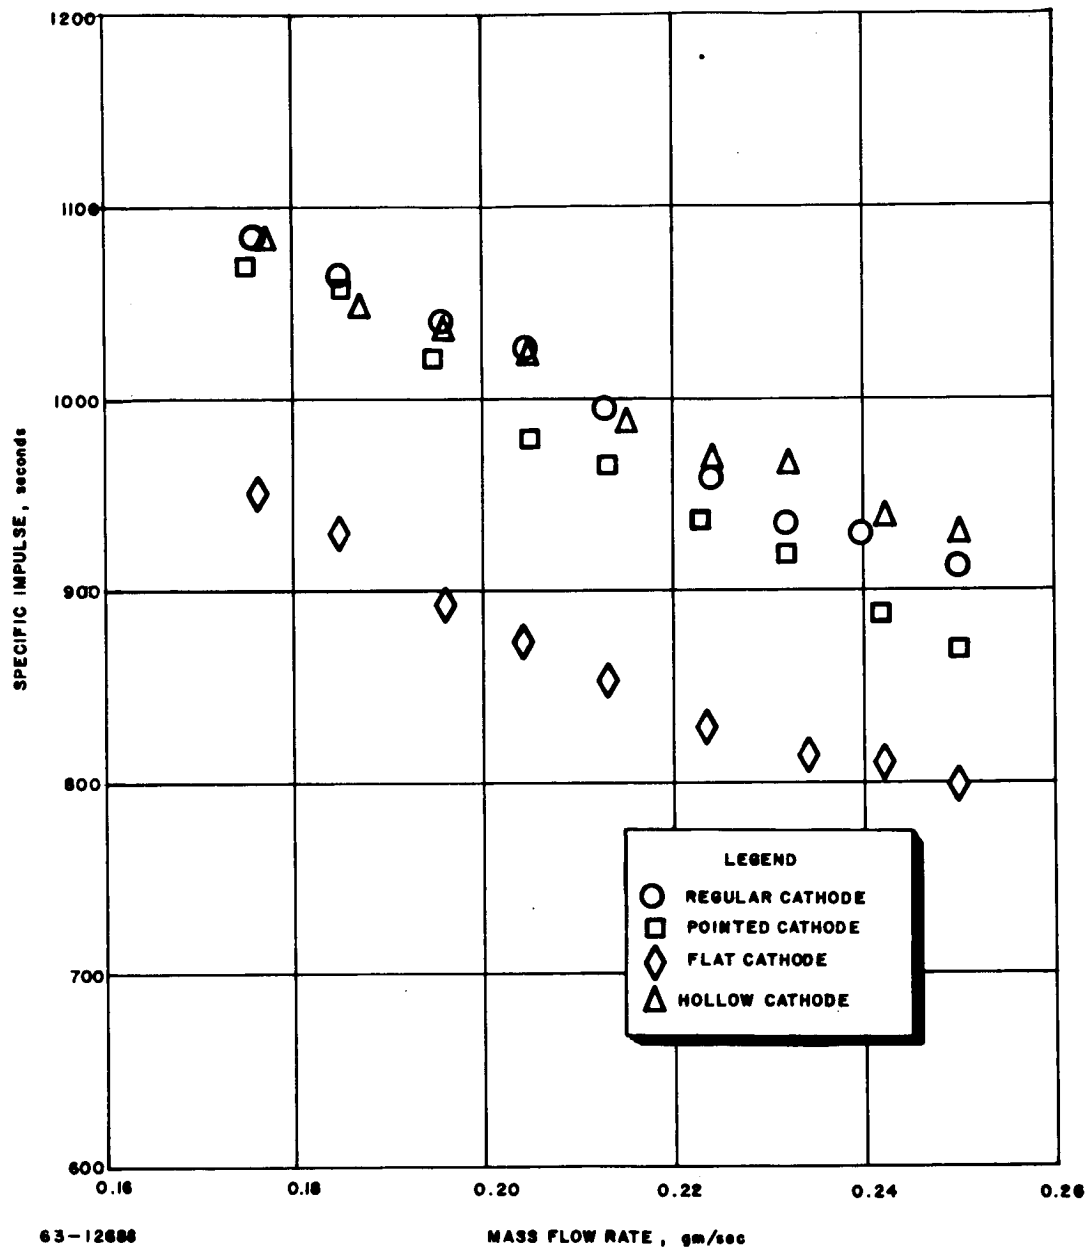 1200
1100
1000
900
800
700
600
SPECIFIC IMPULSE, seconds
LEGEND
REGULAR CATHODE
POINTED CATHODE
FLAT CATHODE
HOLLOW CATHODE
0.16 0.18 0.20 0.22 0.24 0.26
63-12686 MASS FLOW RATE, gm/sec